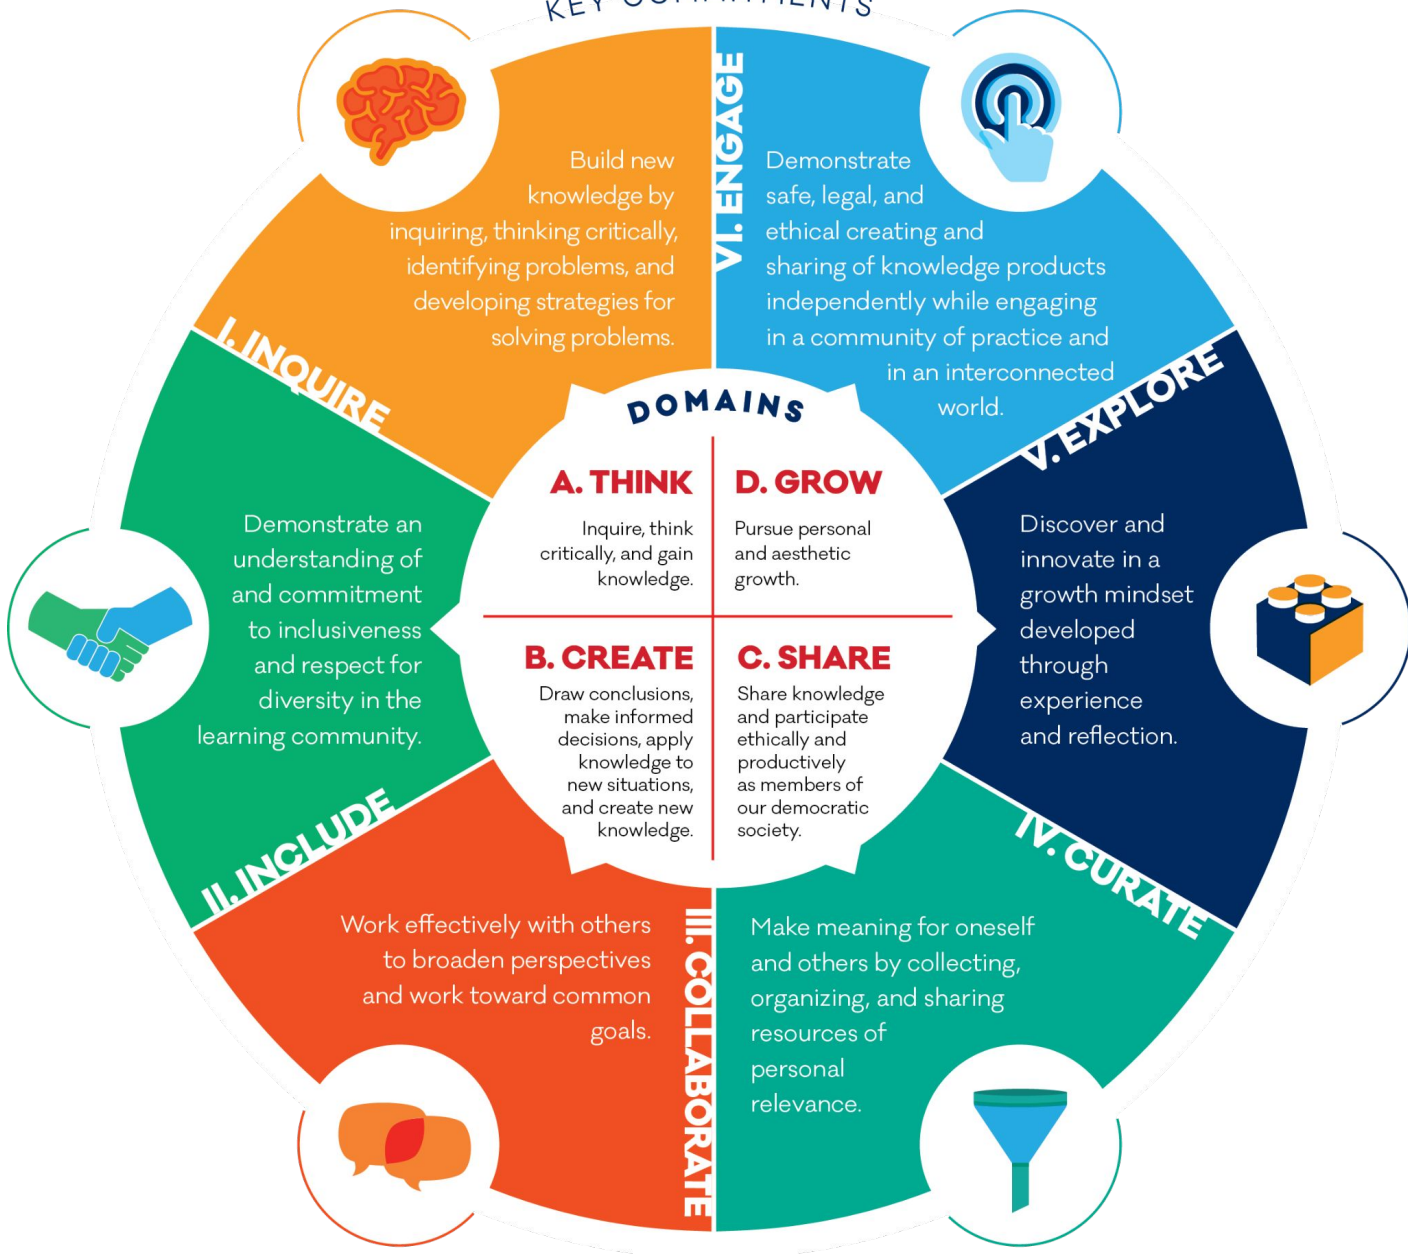 KEY COMMITMENTS
I. INQUIRE
Build new
knowledge by
inquiring, thinking critically,
identifying problems, and
developing strategies for
solving problems.
II. INCLUDE
Demonstrate an
understanding of
and commitment
to inclusiveness
and respect for
diversity in the
learning community.
III. COLLABORATE
Work effectively with others
to broaden perspectives
and work toward common
goals.
IV. CURATE
Make meaning for oneself
and others by collecting,
organizing, and sharing
resources of
personal
relevance.
V. EXPLORE
Discover and
innovate in a
growth mindset
developed
through
experience
and reflection.
VI. ENGAGE
Demonstrate
safe, legal, and
ethical creating and
sharing of knowledge products
independently while engaging
in a community of practice and
in an interconnected
world.
DOMAINS
A. THINK
Inquire, think
critically, and gain
knowledge.
B. CREATE
Draw conclusions,
make informed
decisions, apply
knowledge to
new situations,
and create new
knowledge.
C. SHARE
Share knowledge
and participate
ethically and
productively
as members of
our democratic
society.
D. GROW
Pursue personal
and aesthetic
growth.